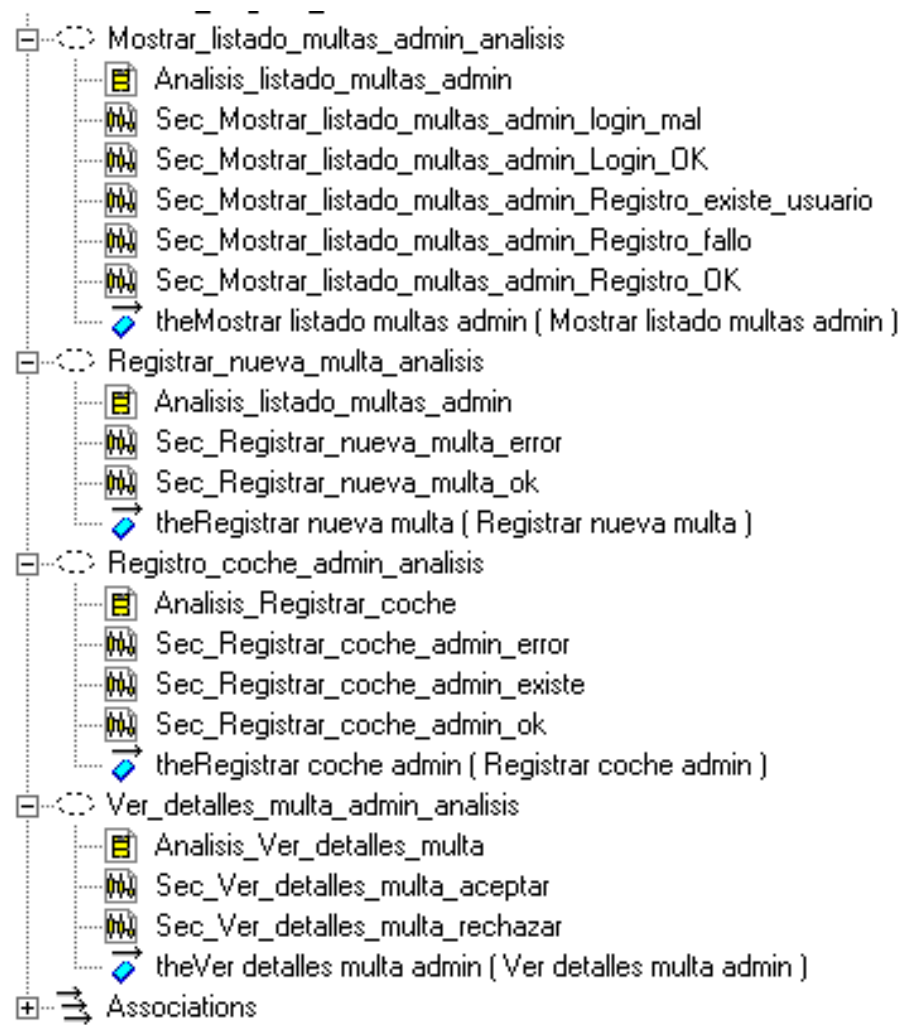 Mostrar_listado_multas_admin_analisis
Analisis_listado_multas_admin
Sec_Mostrar_listado_multas_admin_login_mal
Sec_Mostrar_listado_multas_admin_Login_OK
Sec_Mostrar_listado_multas_admin_Registro_existe_usuario
Sec_Mostrar_listado_multas_admin_Registro_fallo
Sec_Mostrar_listado_multas_admin_Registro_OK
theMostrar listado multas admin ( Mostrar listado multas admin )
Registrar_nueva_multa_analisis
Analisis_listado_multas_admin
Sec_Registrar_nueva_multa_error
Sec_Registrar_nueva_multa_ok
theRegistrar nueva multa ( Registrar nueva multa )
Registro_coche_admin_analisis
Analisis_Registrar_coche
Sec_Registrar_coche_admin_error
Sec_Registrar_coche_admin_existe
Sec_Registrar_coche_admin_ok
theRegistrar coche admin ( Registrar coche admin )
Ver_detalles_multa_admin_analisis
Analisis_Ver_detalles_multa
Sec_Ver_detalles_multa_aceptar
Sec_Ver_detalles_multa_rechazar
theVer detalles multa admin ( Ver detalles multa admin )
Associations